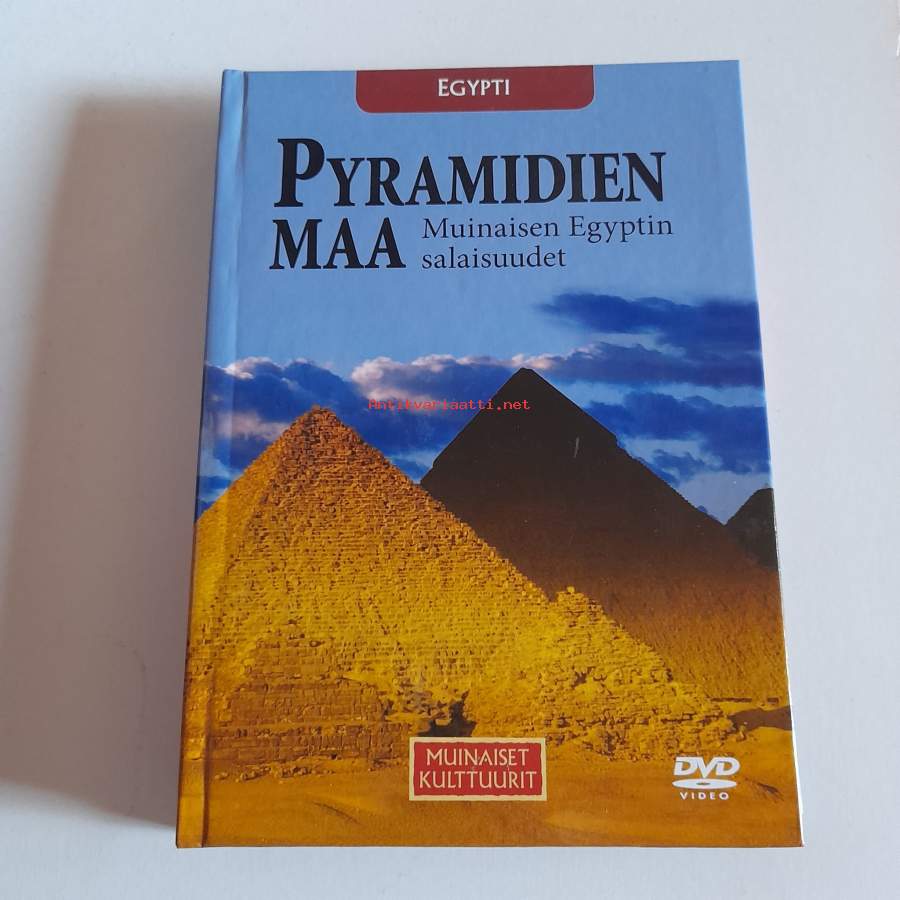 EGYPTI
PYRAMIDIEN
MAA
Muinaisen Egyptin
salaisuudet
Antikvariaatti.net
MUINAISET
KULTTUURIT
DVD
VIDEO